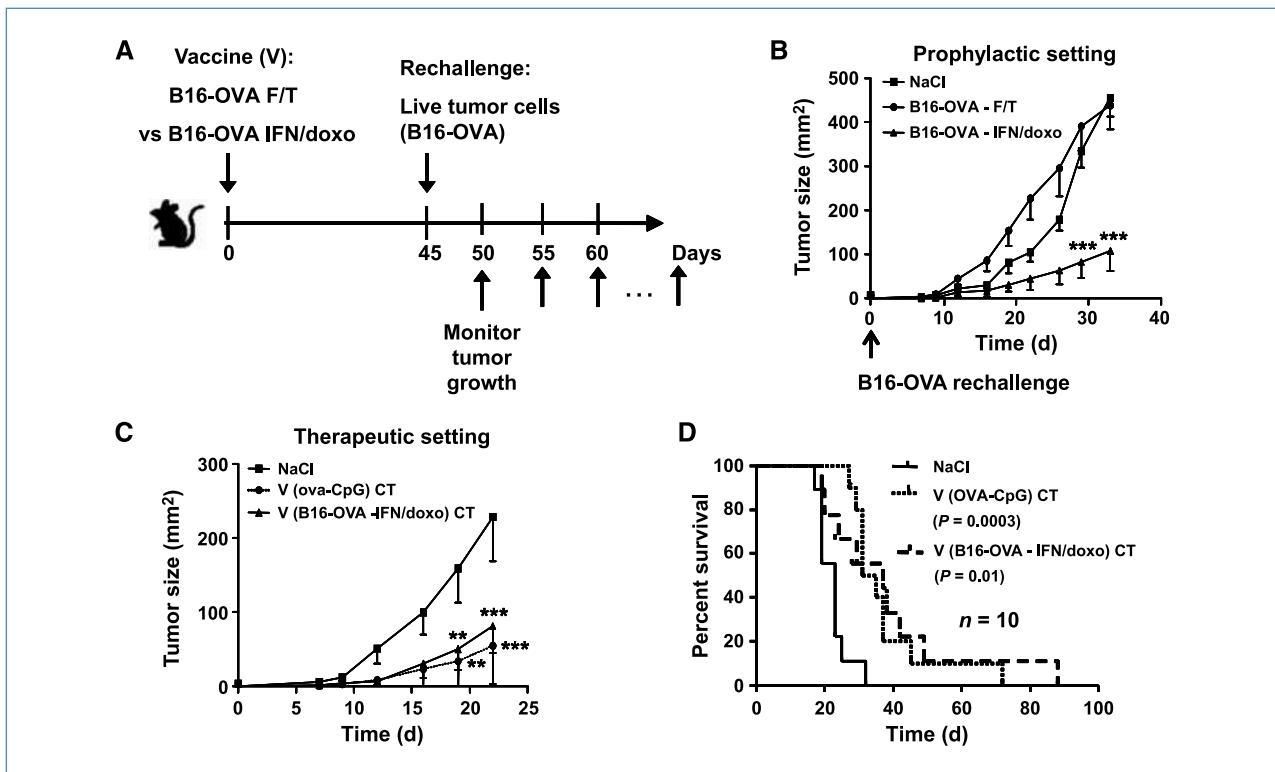 A
Vaccine (V):
B16-OVA F/T
vs B16-OVA IFN/doxo
Rechallenge:
Live tumor cells
(B16-OVA)
0
45
50
55
60
Days
...
Monitor
tumor
growth
B
Prophylactic setting
NaCl
B16-OVA - F/T
B16-OVA - IFN/doxo
Tumor size (mm²)
500
400
300
200
100
0
*** ***
0 10 20 30 40
Time (d)
B16-OVA rechallenge
C
Therapeutic setting
NaCl
V (ova-CpG) CT
V (B16-OVA -IFN/doxo) CT
Tumor size (mm²)
300
200
100
0
***
**
***
**
0 5 10 15 20 25
Time (d)
D
NaCl
V (OVA-CpG) CT
(P = 0.0003)
V (B16-OVA - IFN/doxo) CT
(P = 0.01)
n = 10
Percent survival
100
80
60
40
20
0
0 20 40 60 80 100
Time (d)